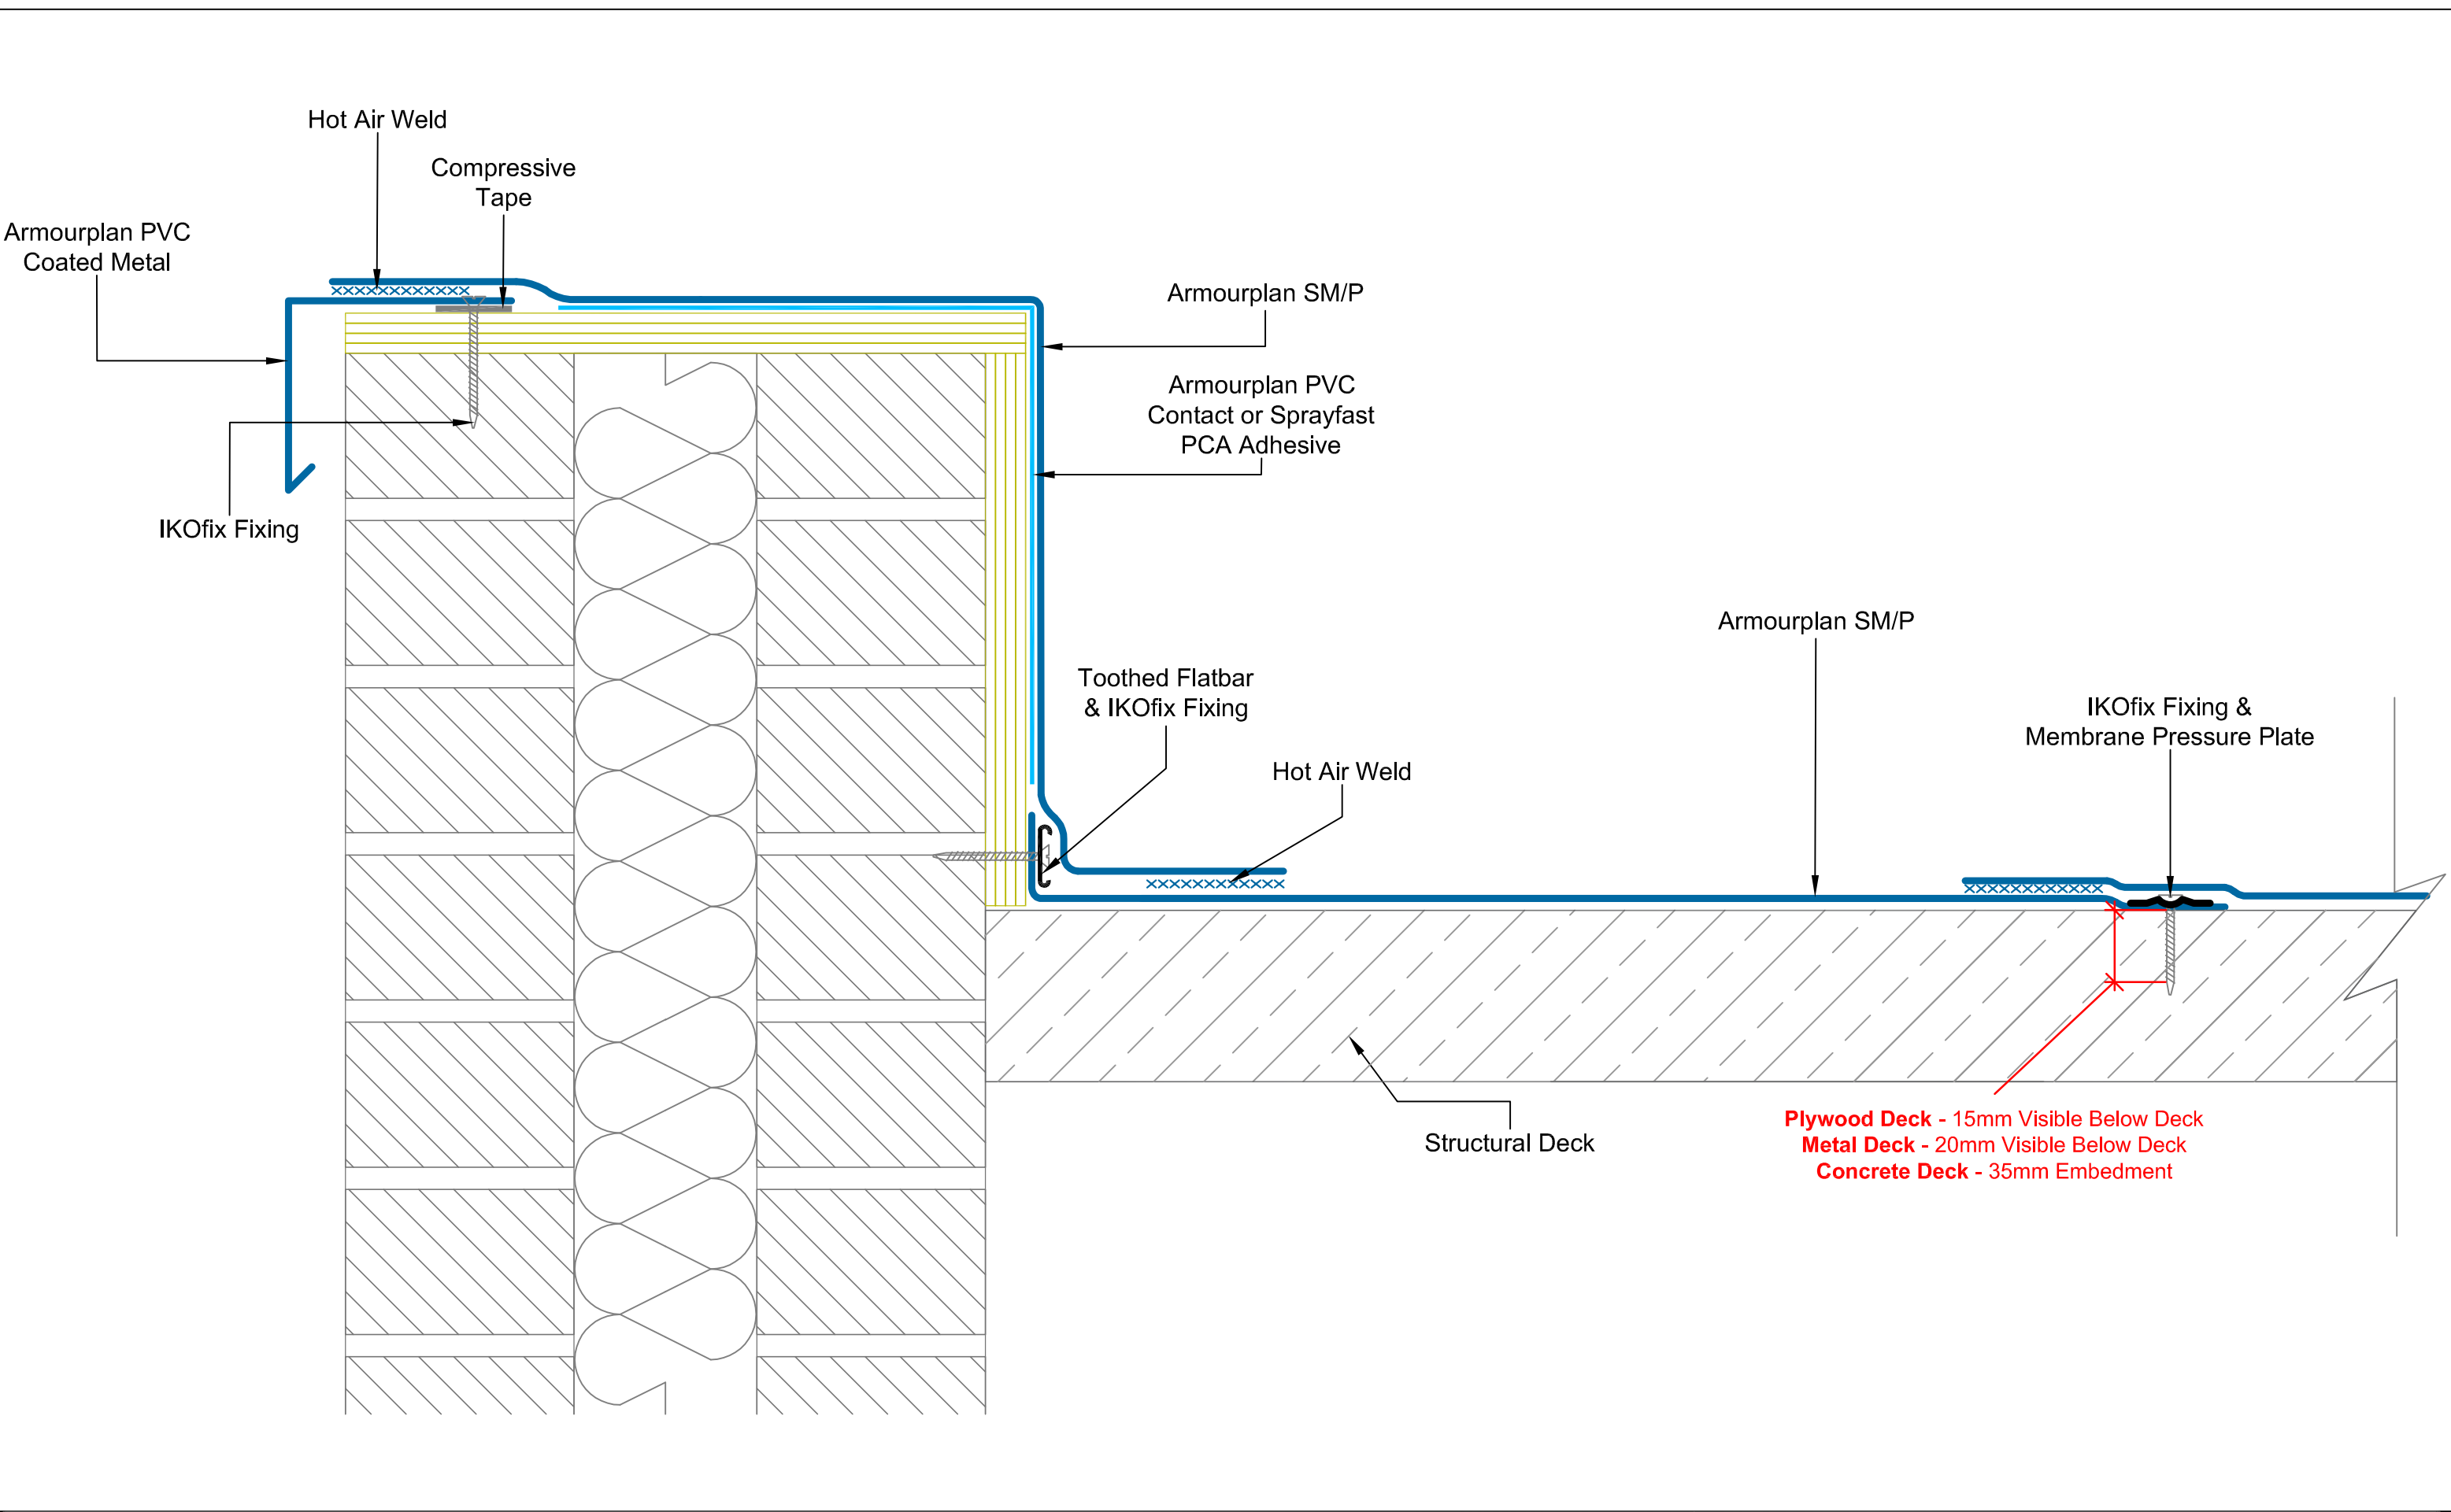 Hot Air Weld
Compressive
Tape
Armourplan PVC
Coated Metal
IKOfix Fixing
Armourplan SM/P
Armourplan PVC
Contact or Sprayfast
PCA Adhesive
Toothed Flatbar
& IKOfix Fixing
Hot Air Weld
Armourplan SM/P
IKOfix Fixing &
Membrane Pressure Plate
Structural Deck
Plywood Deck - 15mm Visible Below Deck
Metal Deck - 20mm Visible Below Deck
Concrete Deck - 35mm Embedment